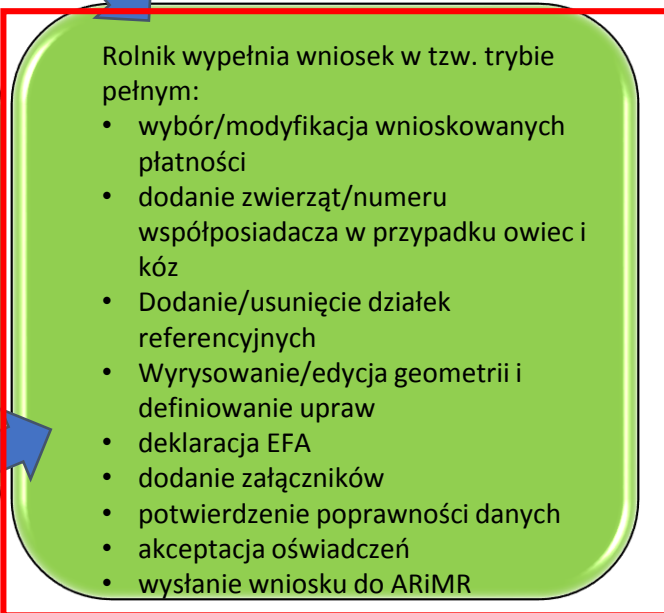 Rolnik wypełnia wniosek w tzw. trybie
pełnym:
• wybór/modyfikacja wnioskowanych
płatności
• dodanie zwierząt/numeru
współposiadacza w przypadku owiec i
kóz
• Dodanie/usunięcie działek
referencyjnych
• Wyrysowanie/edycja geometrii i
definiowanie upraw
• deklaracja EFA
• dodanie załączników
• potwierdzenie poprawności danych
• akceptacja oświadczeń
• wysłanie wniosku do ARiMR